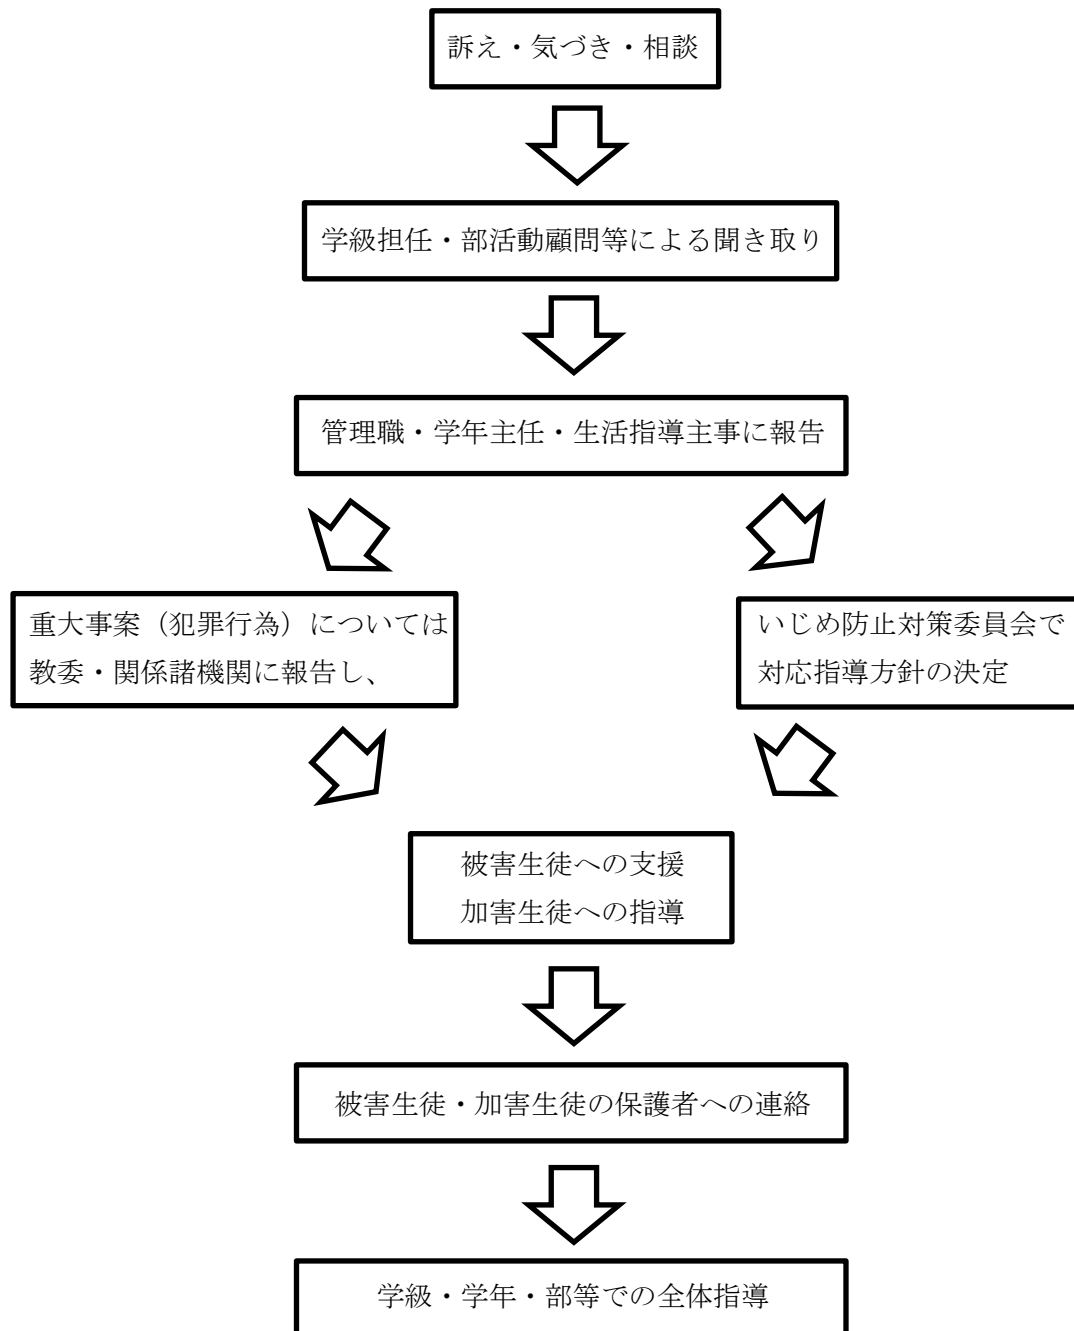 訴え・気づき・相談
学級担任・部活動顧問等による聞き取り
管理職・学年主任・生活指導主事に報告
重大事案（犯罪行為）については
教委・関係諸機関に報告し、
いじめ防止対策委員会で
対応指導方針の決定
被害生徒への支援
加害生徒への指導
被害生徒・加害生徒の保護者への連絡
学級・学年・部等での全体指導